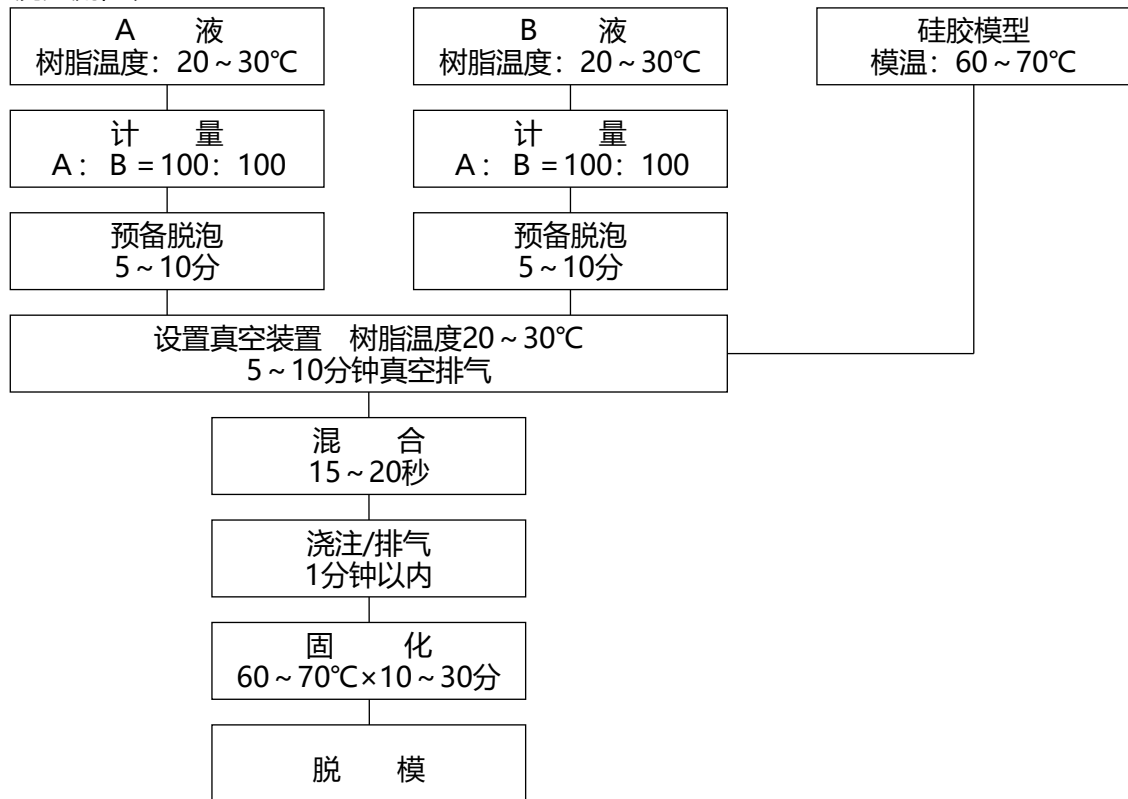 A 液
树脂温度：20～30℃
B 液
树脂温度：20～30℃
硅胶模型
模温：60～70℃
计 量
A：B＝100：100
计 量
A：B＝100：100
预备脱泡
5～10分
预备脱泡
5～10分
设置真空装置 树脂温度20～30℃
5～10分钟真空排气
混 合
15～20秒
浇注/排气
1分钟以内
固 化
60～70℃×10～30分
脱 模